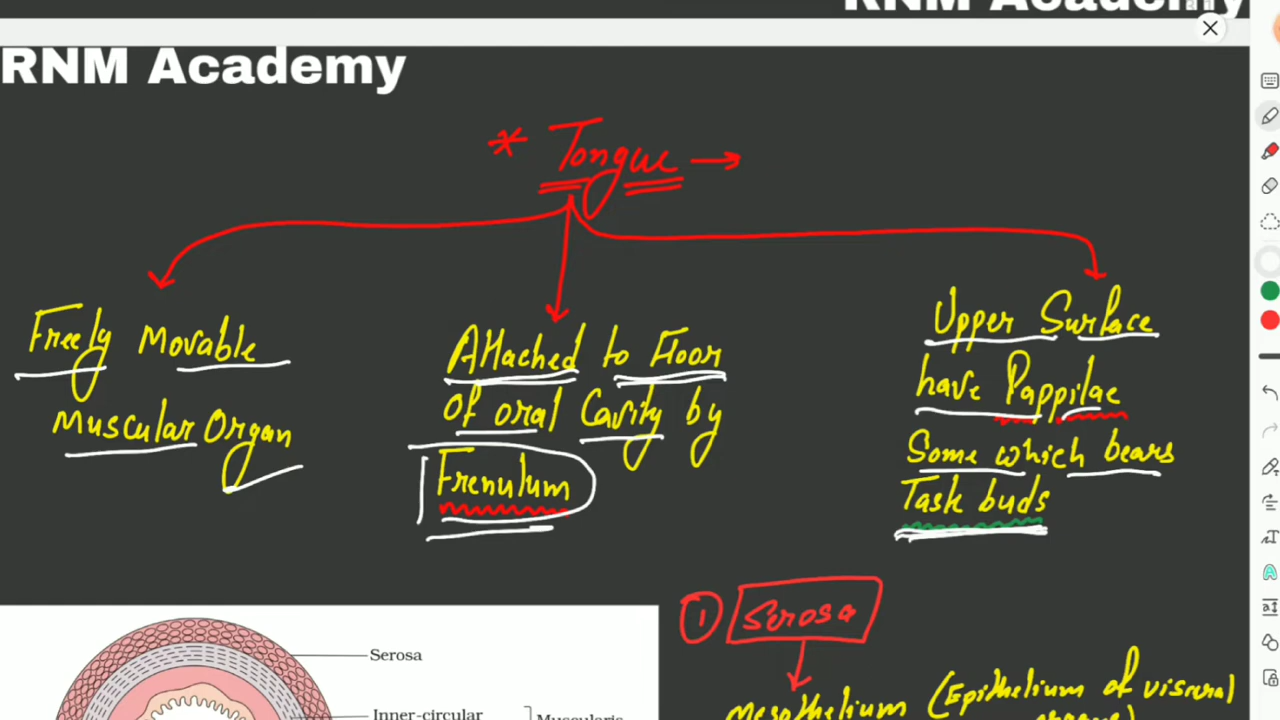 RNM Academy
RNM Academy
* Tongue →
Freely Movable
Muscular Organ
Attached to Floor
of oral Cavity by
Frenulum
Upper Surface
have Pappilae
Some which bears
Task buds
① Serosa
Mesothelium (Epithelium of visceral
Serosa
Inner-circular
Muscularis